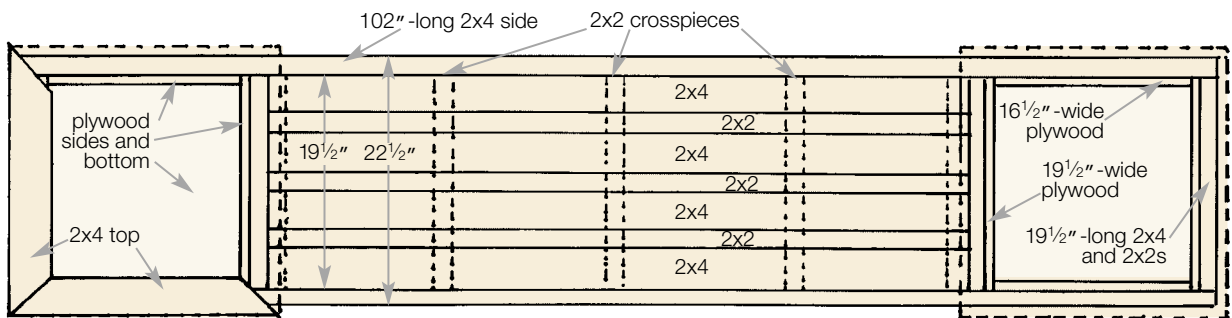 102″-long 2x4 side
2x2 crosspieces
plywood
sides and
bottom
2x4 top
19½″
22½″
2x4
2x2
2x4
2x2
2x4
2x2
2x4
16½″-wide
plywood
19½″-wide
plywood
19½″-long 2x4
and 2x2s